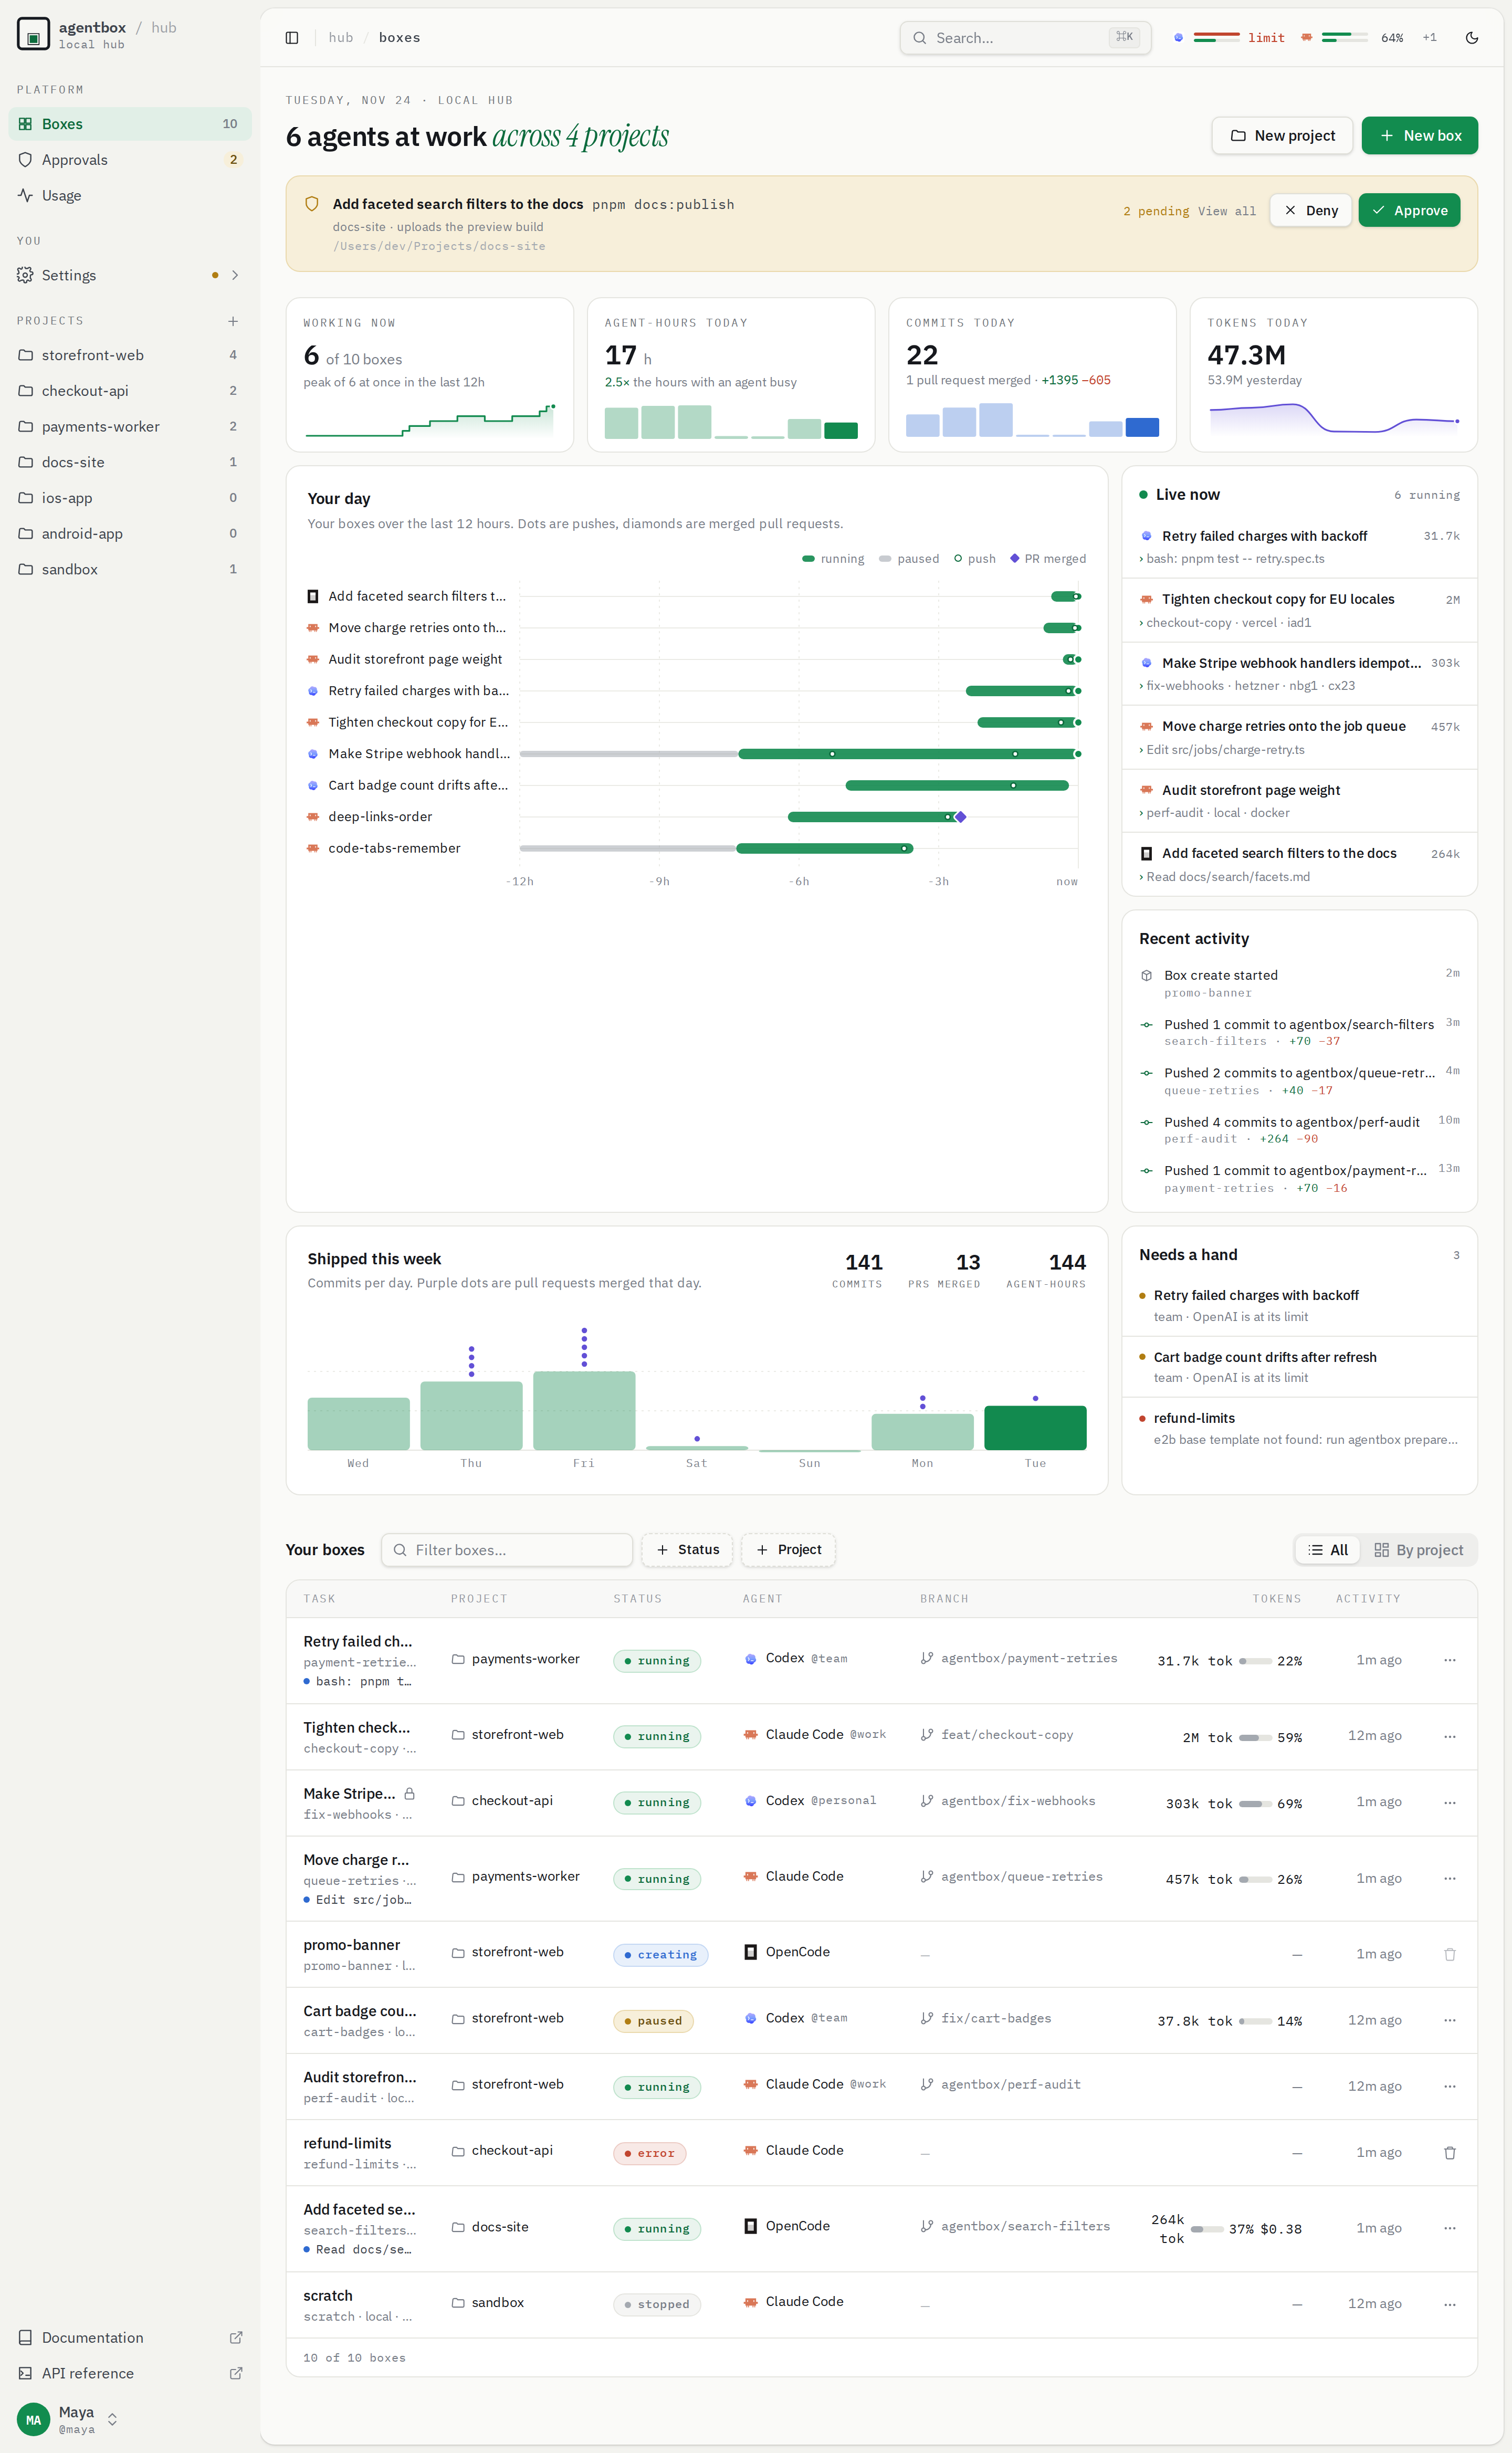 agentbox / hub
local hub
PLATFORM
Boxes 10
Approvals 2
Usage
YOU
Settings
PROJECTS
storefront-web 4
checkout-api 2
payments-worker 2
docs-site 1
ios-app 0
android-app 0
sandbox 1
Documentation
API reference
MA
Maya
@maya
hub / boxes
Search... ⌘K
limit
64%
+1
TUESDAY, NOV 24 · LOCAL HUB
6 agents at work across 4 projects
New project
New box
Add faceted search filters to the docs pnpm docs:publish
docs-site · uploads the preview build
/Users/dev/Projects/docs-site
2 pending View all
Deny
Approve
WORKING NOW
6 of 10 boxes
peak of 6 at once in the last 12h
AGENT-HOURS TODAY
17 h
2.5× the hours with an agent busy
COMMITS TODAY
22
1 pull request merged · +1395 −605
TOKENS TODAY
47.3M
53.9M yesterday
Your day
Your boxes over the last 12 hours. Dots are pushes, diamonds are merged pull requests.
running paused push PR merged
Add faceted search filters t...
Move charge retries onto th...
Audit storefront page weight
Retry failed charges with ba...
Tighten checkout copy for E...
Make Stripe webhook handl...
Cart badge count drifts afte...
deep-links-order
code-tabs-remember
-12h -9h -6h -3h now
Live now 6 running
Retry failed charges with backoff 31.7k
› bash: pnpm test -- retry.spec.ts
Tighten checkout copy for EU locales 2M
› checkout-copy · vercel · iad1
Make Stripe webhook handlers idempot... 303k
› fix-webhooks · hetzner · nbg1 · cx23
Move charge retries onto the job queue 457k
› Edit src/jobs/charge-retry.ts
Audit storefront page weight
› perf-audit · local · docker
Add faceted search filters to the docs 264k
› Read docs/search/facets.md
Recent activity
Box create started 2m
promo-banner
Pushed 1 commit to agentbox/search-filters 3m
search-filters · +70 −37
Pushed 2 commits to agentbox/queue-retr... 4m
queue-retries · +40 −17
Pushed 4 commits to agentbox/perf-audit 10m
perf-audit · +264 −90
Pushed 1 commit to agentbox/payment-r... 13m
payment-retries · +70 −16
Shipped this week
Commits per day. Purple dots are pull requests merged that day.
141 13 144
COMMITS PRS MERGED AGENT-HOURS
Wed Thu Fri Sat Sun Mon Tue
Needs a hand 3
Retry failed charges with backoff
team · OpenAI is at its limit
Cart badge count drifts after refresh
team · OpenAI is at its limit
refund-limits
e2b base template not found: run agentbox prepare...
Your boxes
Filter boxes...
Status
Project
All
By project
TASK PROJECT STATUS AGENT BRANCH TOKENS ACTIVITY
Retry failed ch...
payment-retrie...
bash: pnpm t...
payments-worker running Codex @team agentbox/payment-retries 31.7k tok 22% 1m ago
Tighten check...
checkout-copy ·...
storefront-web running Claude Code @work feat/checkout-copy 2M tok 59% 12m ago
Make Stripe...
fix-webhooks · ...
checkout-api running Codex @personal agentbox/fix-webhooks 303k tok 69% 1m ago
Move charge r...
queue-retries ·...
Edit src/job...
payments-worker running Claude Code agentbox/queue-retries 457k tok 26% 1m ago
promo-banner
promo-banner · l...
storefront-web creating OpenCode — — 1m ago
Cart badge cou...
cart-badges · lo...
storefront-web paused Codex @team fix/cart-badges 37.8k tok 14% 12m ago
Audit storefron...
perf-audit · loc...
storefront-web running Claude Code @work agentbox/perf-audit — 12m ago
refund-limits
refund-limits ·...
checkout-api error Claude Code — — 1m ago
Add faceted se...
search-filters...
Read docs/se...
docs-site running OpenCode agentbox/search-filters 264k tok 37% $0.38 1m ago
scratch
scratch · local · ...
sandbox stopped Claude Code — — 12m ago
10 of 10 boxes